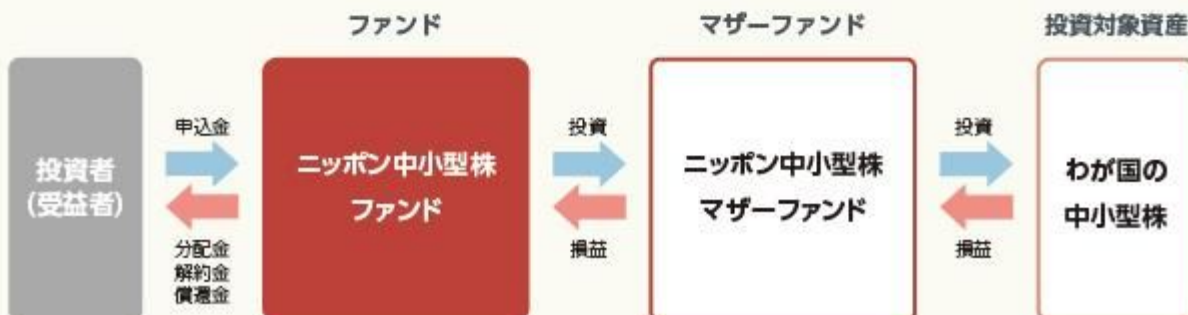 ファンド
マザーファンド
投資対象資産
投資者
(受益者)
申込金
分配金
解約金
償還金
ニッポン中小型株
ファンド
投資
損益
ニッポン中小型株
マザーファンド
投資
損益
わが国の
中小型株